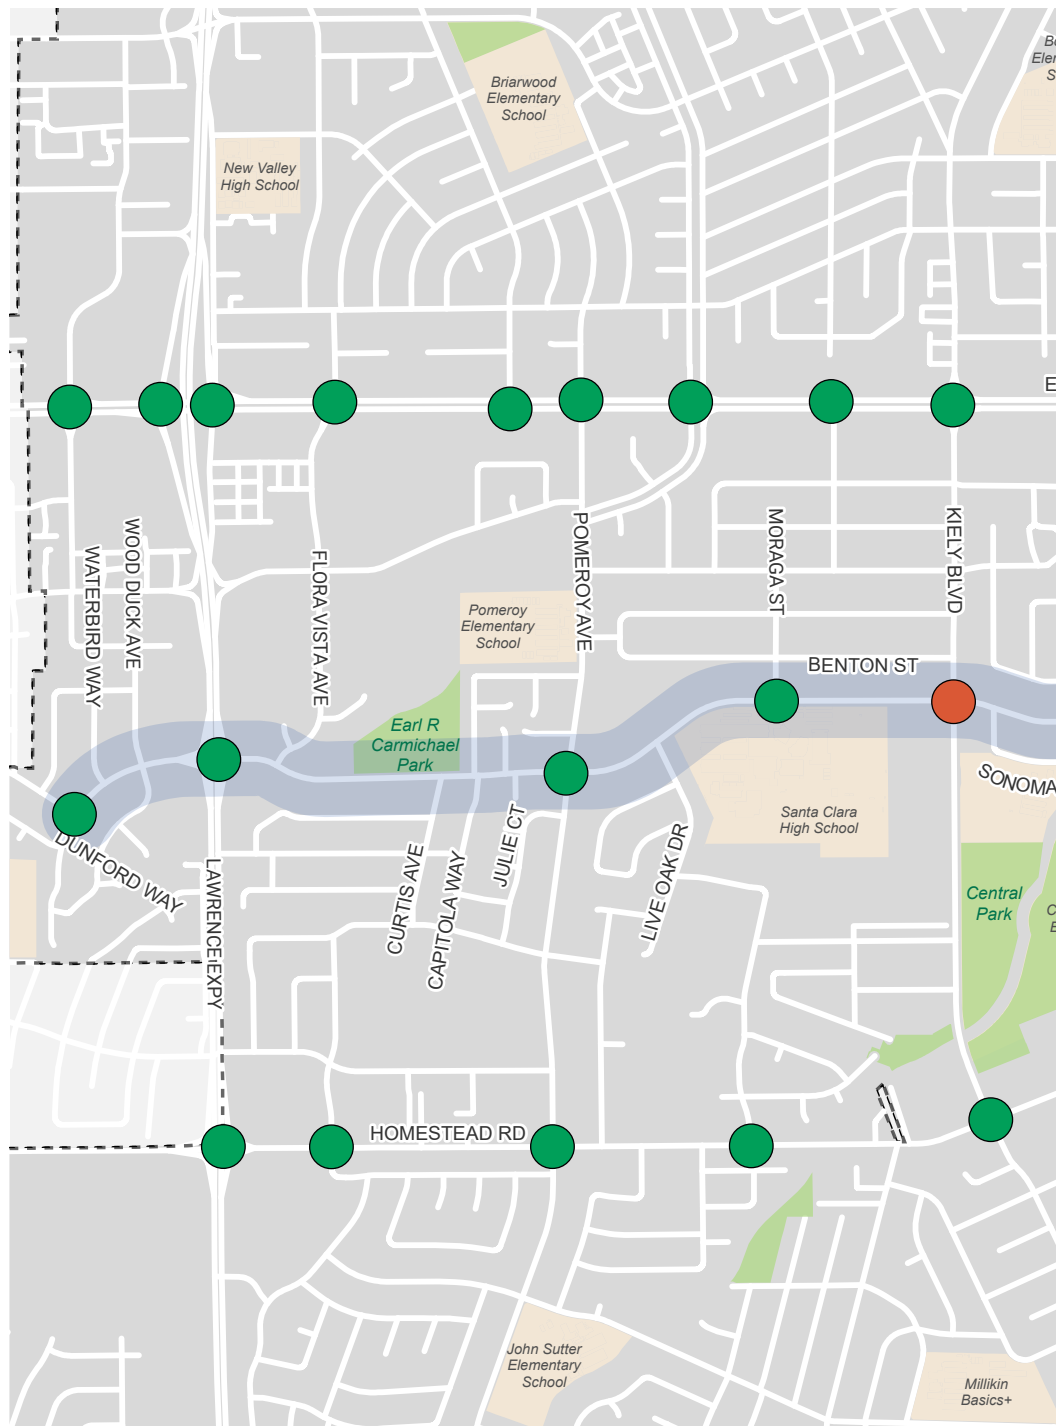 Briarwood
Elementary
School
New Valley
High School
E
WOOD DUCK AVE
WATERBIRD WAY
FLORA VISTA AVE
POMEROY AVE
MORAGA ST
KIELY BLVD
Pomeroy
Elementary
School
BENTON ST
Earl R
Carmichael
Park
SONOMA
Santa Clara
High School
JULIE CT
DUNFORD WAY
LAWRENCE EXPY
CURTIS AVE
CAPITOLA WAY
LIVE OAK DR
Central
Park
HOMESTEAD RD
John Sutter
Elementary
School
Millikin
Basics+